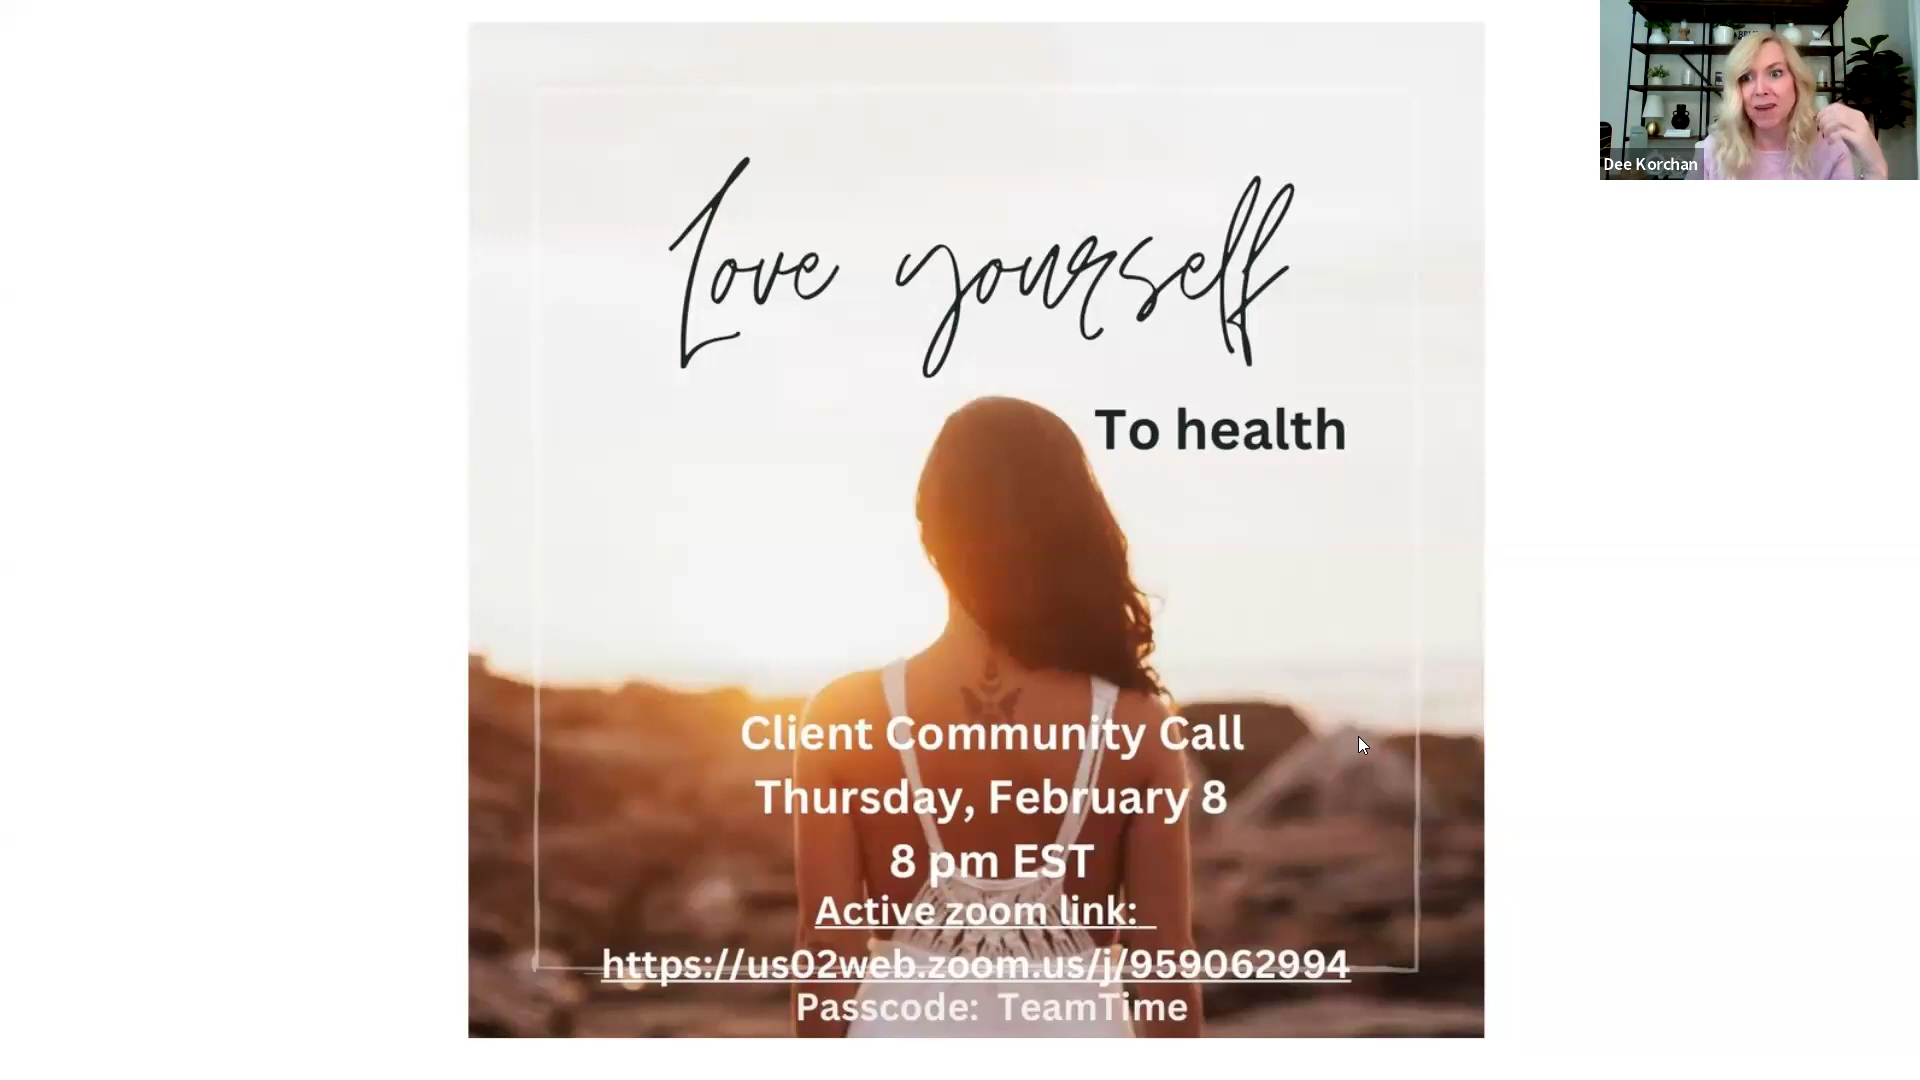 Love yourself
To health
Client Community Call
Thursday, February 8
8 pm EST
Active zoom link:
https://us02web.zoom.us/j/959062994
Passcode: TeamTime
Dee Korchan